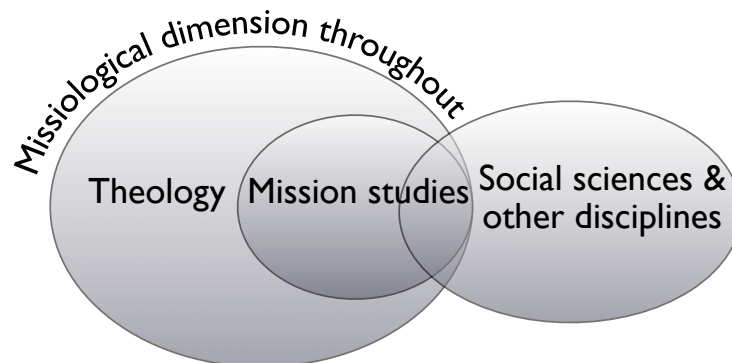 Missiological dimension throughout
Theology
Mission studies
Social sciences &
other disciplines